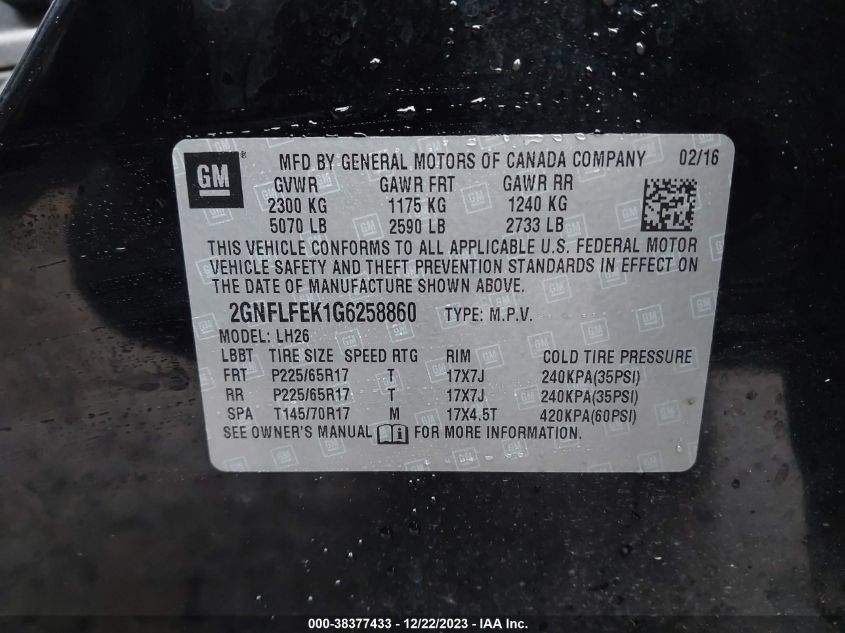 GM
MFD BY GENERAL MOTORS OF CANADA COMPANY 02/16
GVWR GAWR FRT GAWR RR
2300 KG 1175 KG 1240 KG
5070 LB 2590 LB 2733 LB
THIS VEHICLE CONFORMS TO ALL APPLICABLE U.S. FEDERAL MOTOR
VEHICLE SAFETY AND THEFT PREVENTION STANDARDS IN EFFECT ON
THE DATE OF MANUFACTURE SHOWN ABOVE.
2GNFLFEK1G6258860 TYPE: M.P.V.
MODEL: LH26
LBBT TIRE SIZE SPEED RTG RIM COLD TIRE PRESSURE
FRT P225/65R17 T 17X7J 240KPA(35PSI)
RR P225/65R17 T 17X7J 240KPA(35PSI)
SPA T145/70R17 M 17X4.5T 420KPA(60PSI)
SEE OWNER'S MANUAL i FOR MORE INFORMATION.
000-38377433 - 12/22/2023 - IAA Inc.